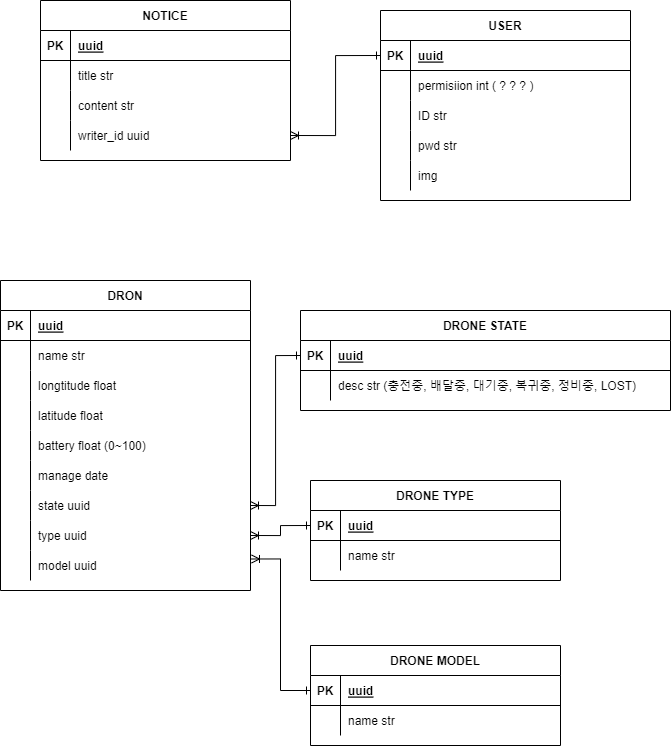 NOTICE
PK uuid
title str
content str
writer_id uuid
USER
PK uuid
permisiion int ( ? ? ? )
ID str
pwd str
img
DRON
PK uuid
name str
longtitude float
latitude float
battery float (0~100)
manage date
state uuid
type uuid
model uuid
DRONE STATE
PK uuid
desc str (충전중, 배달중, 대기중, 복귀중, 정비중, LOST)
DRONE TYPE
PK uuid
name str
DRONE MODEL
PK uuid
name str